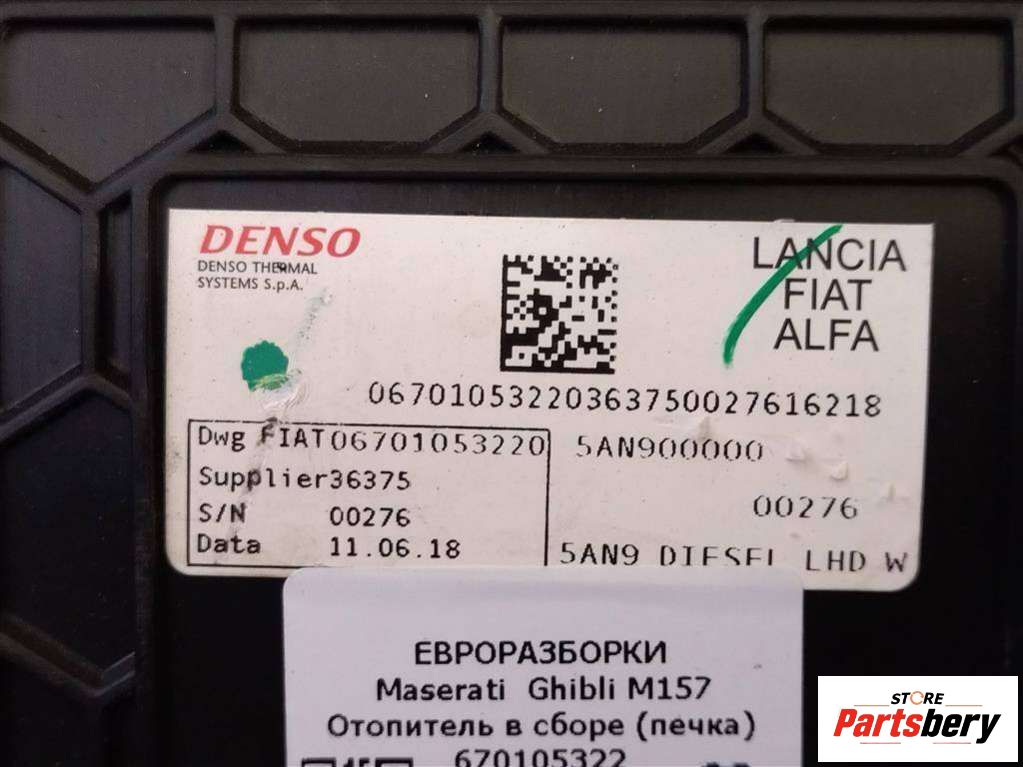 DENSO
DENSO THERMAL
SYSTEMS S.p.A.
LANCIA
FIAT
ALFA
06701053220363750027616218
Dwg FIAT06701053220
Supplier36375
S/N 00276
Data 11.06.18
5AN900000
00276
5AN9 DIESEL LHD W
ЕВРОРАЗБОРКИ
Maserati Ghibli M157
Отопитель в сборе (печка)
670105322
STORE
Partsbery